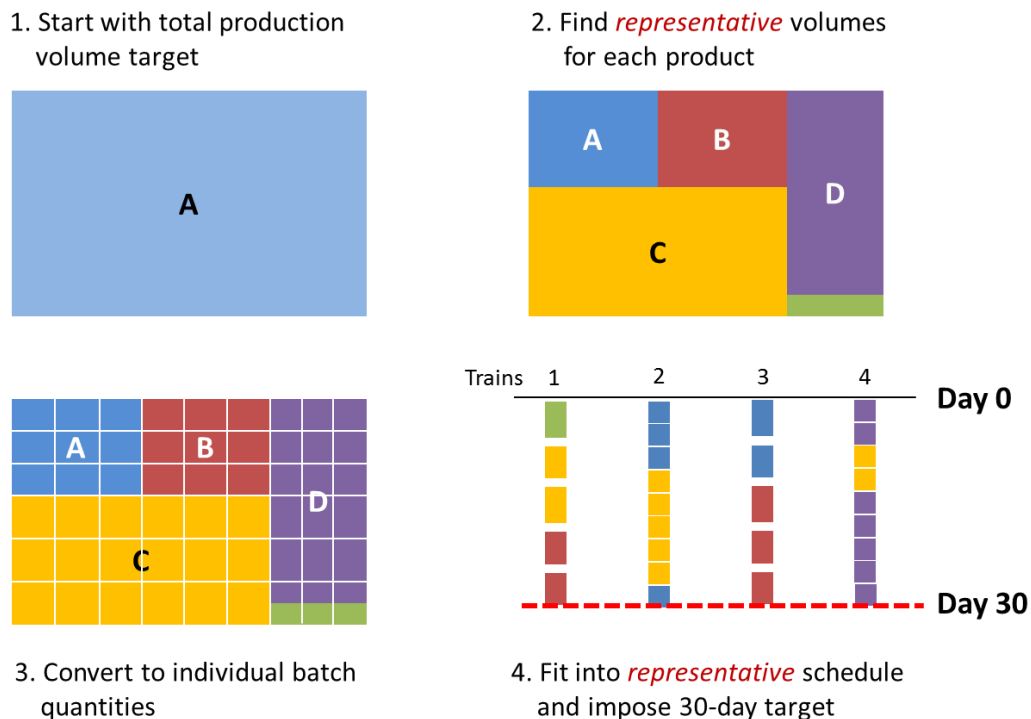 1. Start with total production
volume target
2. Find representative volumes
for each product
A
A
B
D
C
Trains 1 2 3 4
Day 0
A
B
D
C
Day 30
3. Convert to individual batch
quantities
4. Fit into representative schedule
and impose 30-day target